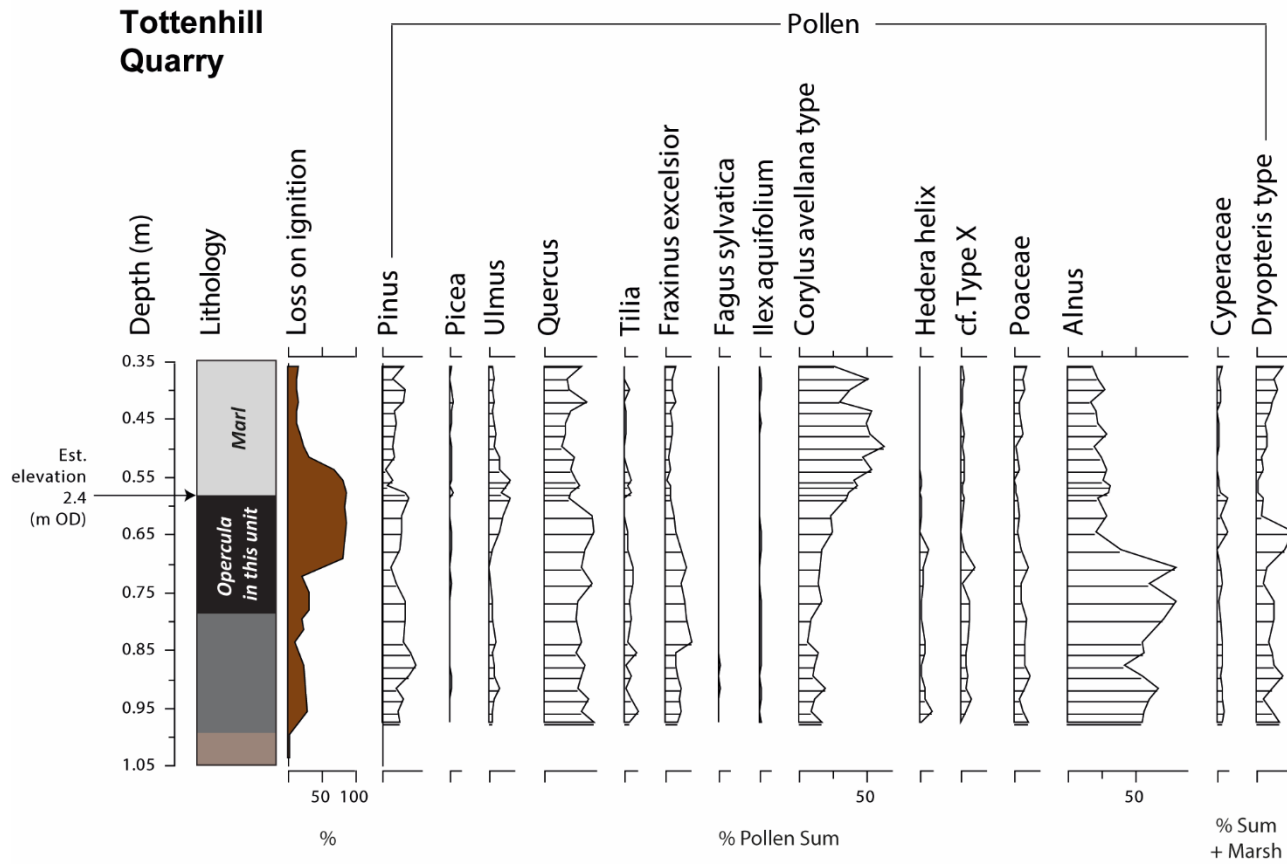 Tottenhill
Quarry
Pollen
Depth (m)
Lithology
Loss on ignition
Pinus
Picea
Ulmus
Quercus
Tilia
Fraxinus excelsior
Fagus sylvatica
Ilex aquifolium
Corylus avellana type
Hedera helix
cf. Type X
Poaceae
Alnus
Cyperaceae
Dryopteris type
0.35
0.45
0.55
0.65
0.75
0.85
0.95
1.05
Est.
elevation
2.4
(m OD)
Marl
Opercula
in this unit
50 100
50
50
%
% Pollen Sum
% Sum
+ Marsh